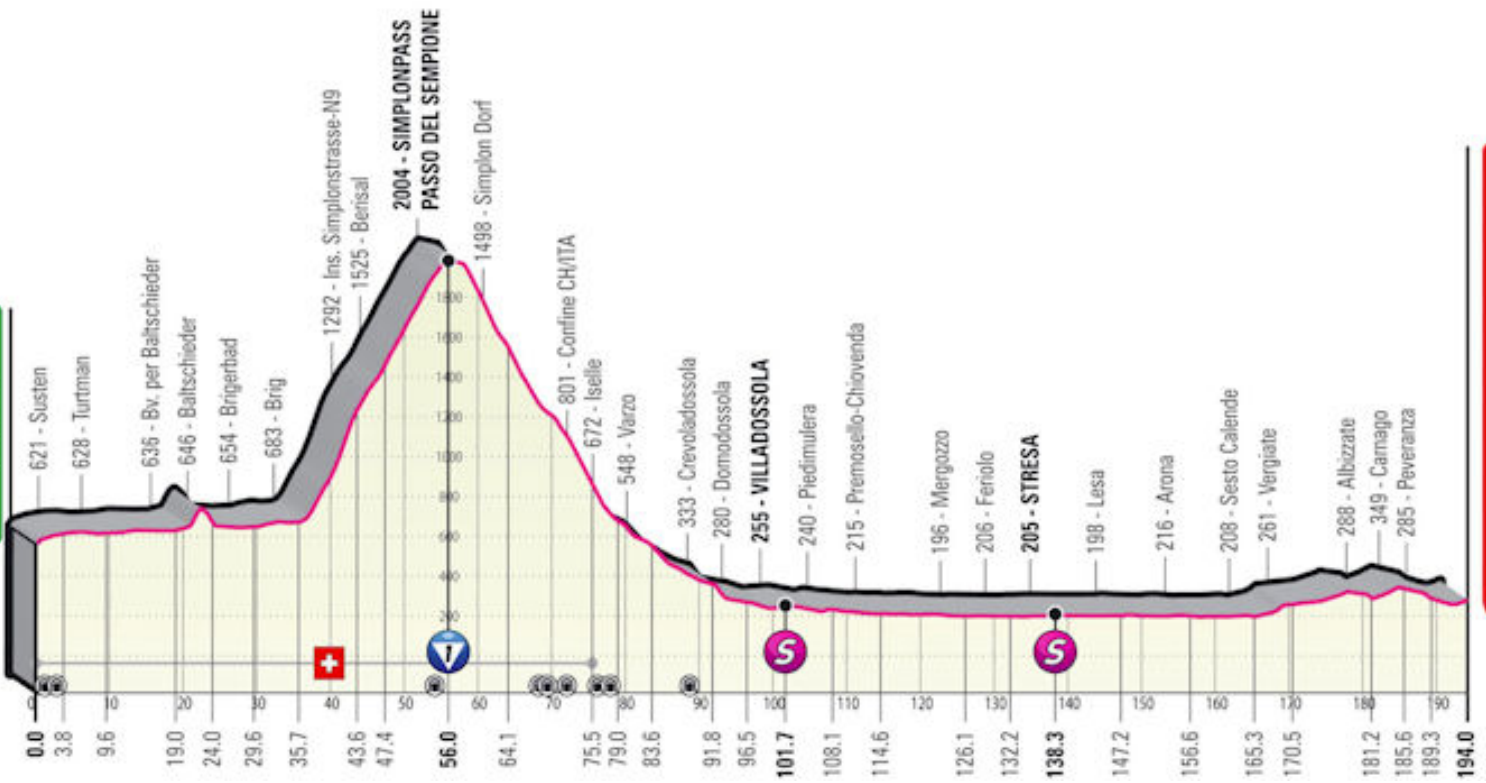 621 - Susten
628 - Turtman
636 - Bv. per Baltschieder
646 - Baltschieder
654 - Brigerbad
683 - Brig
1292 - Ins. Simplonstrasse-N9
1525 - Berisal
2004 - SIMPLONPASS
PASSO DEL SEMPIONE
1498 - Simplon Dorf
801 - Confine CH/ITA
672 - Iselle
548 - Varzo
333 - Crevoladossola
280 - Domodossola
255 - VILLADOSSOLA
240 - Piedimulera
215 - Premosello-Chiovenda
196 - Mergozzo
206 - Feriolo
205 - STRESA
198 - Lesa
216 - Arona
208 - Sesto Calende
261 - Vergiate
288 - Albizzate
349 - Carnago
285 - Peveranza
1800
1600
1400
1200
1000
800
600
400
200
1
S
S
0 10 20 30 40 50 60 70 80 90 100 110 120 130 140 150 160 170 180 190
0.0
3.8
9.6
19.0
24.0
29.6
35.7
43.6
47.4
56.0
64.1
75.5
79.0
83.6
91.8
96.5
101.7
108.1
114.6
126.1
132.2
138.3
147.2
156.6
165.3
170.5
181.2
185.6
189.3
194.0